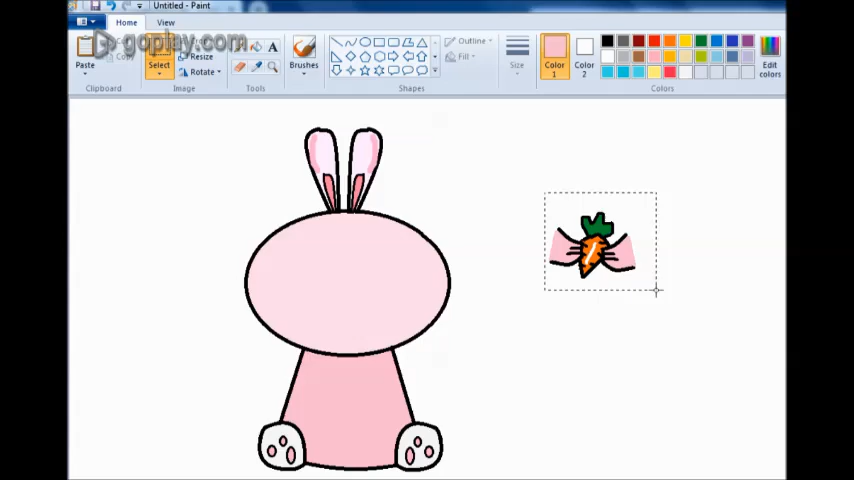 Untitled - Paint
Home View
goplay.com
Paste
Select
Resize
Rotate
Brushes
Outline
Fill
Size
Color 1
Color 2
Edit colors
Clipboard Image Tools Shapes Colors